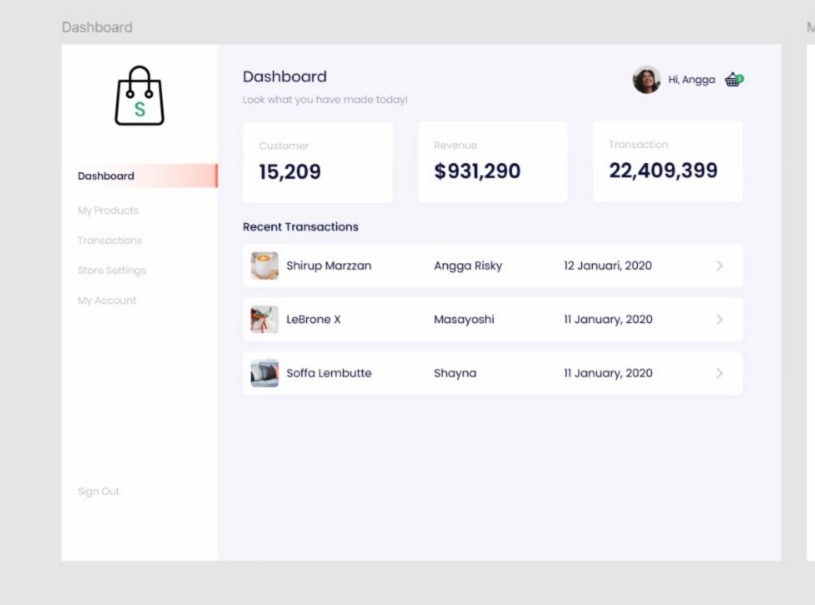 Dashboard
M
S
Dashboard
My Products
Transactions
Store Settings
My Account
Sign Out
Dashboard
Look what you have made today!
Hi, Angga
Customer
15,209
Revenue
$931,290
Transaction
22,409,399
Recent Transactions
Shirup Marzzan Angga Risky 12 Januari, 2020
LeBrone X Masayoshi 11 January, 2020
Soffa Lembutte Shayna 11 January, 2020